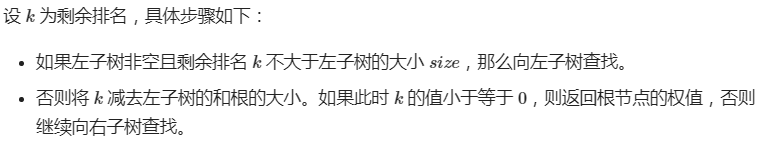 设 k 为剩余排名，具体步骤如下：
• 如果左子树非空且剩余排名 k 不大于左子树的大小 size，那么向左子树查找。
• 否则将 k 减去左子树的和根的大小。如果此时 k 的值小于等于 0，则返回根节点的权值，否则
继续向右子树查找。